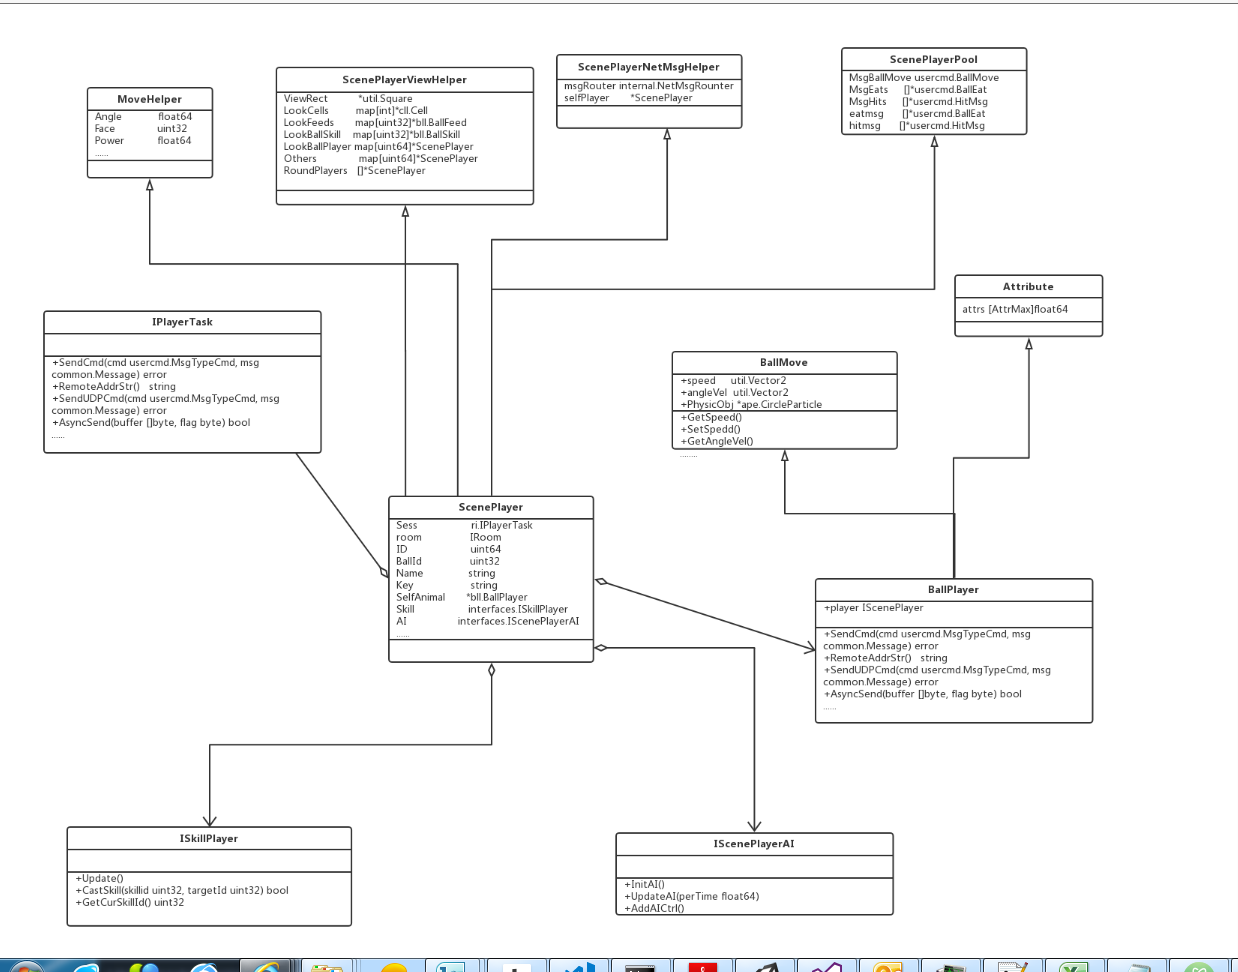 MoveHelper
Angle float64
Face uint32
Power float64
......
ScenePlayerViewHelper
ViewRect *util.Square
LookCells map[int]*cll.Cell
LookFeeds map[uint32]*bll.BallFeed
LookBallSkill map[uint32]*bll.BallSkill
LookBallPlayer map[uint64]*ScenePlayer
Others map[uint64]*ScenePlayer
RoundPlayers []*ScenePlayer
ScenePlayerNetMsgHelper
msgRouter internal.NetMsgRounter
selfPlayer *ScenePlayer
ScenePlayerPool
MsgBallMove usercmd.BallMove
MsgEats []*usercmd.BallEat
MsgHits []*usercmd.HitMsg
eatmsg []*usercmd.BallEat
hitmsg []*usercmd.HitMsg
Attribute
attrs [AttrMax]float64
IPlayerTask
+SendCmd(cmd usercmd.MsgTypeCmd, msg
common.Message) error
+RemoteAddrStr() string
+SendUDPCmd(cmd usercmd.MsgTypeCmd, msg
common.Message) error
+AsyncSend(buffer []byte, flag byte) bool
......
BallMove
+speed util.Vector2
+angleVel util.Vector2
+PhysicObj *ape.CircleParticle
+GetSpeed()
+SetSpedd()
+GetAngleVel()
........
ScenePlayer
Sess ri.IPlayerTask
room IRoom
ID uint64
BallId uint32
Name string
Key string
SelfAnimal *bll.BallPlayer
Skill interfaces.ISkillPlayer
AI interfaces.IScenePlayerAI
......
BallPlayer
+player IScenePlayer
+SendCmd(cmd usercmd.MsgTypeCmd, msg
common.Message) error
+RemoteAddrStr() string
+SendUDPCmd(cmd usercmd.MsgTypeCmd, msg
common.Message) error
+AsyncSend(buffer []byte, flag byte) bool
......
ISkillPlayer
+Update()
+CastSkill(skillid uint32, targetId uint32) bool
+GetCurSkillId() uint32
IScenePlayerAI
+InitAI()
+UpdateAI(perTime float64)
+AddAICtrl()